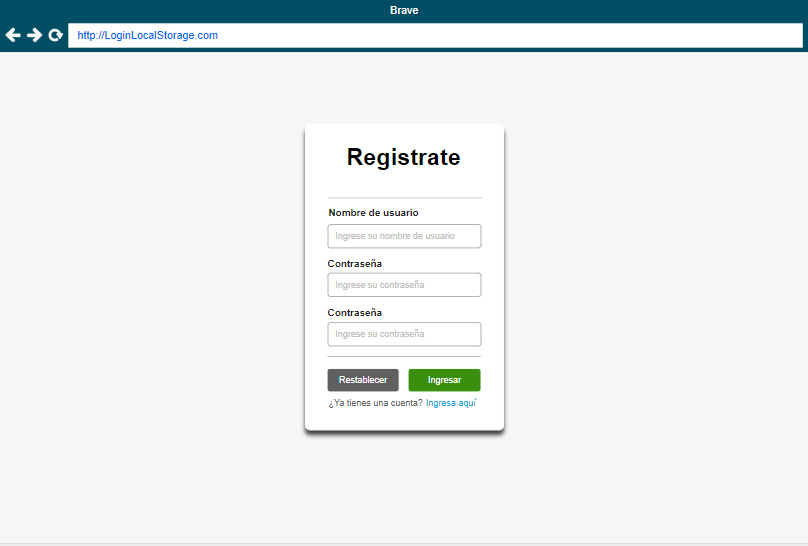 Brave
http://LoginLocalStorage.com
Registrate
Nombre de usuario
Ingrese su nombre de usuario
Contraseña
Ingrese su contraseña
Contraseña
Ingrese su contraseña
Restablecer Ingresar
¿Ya tienes una cuenta? Ingresa aquí